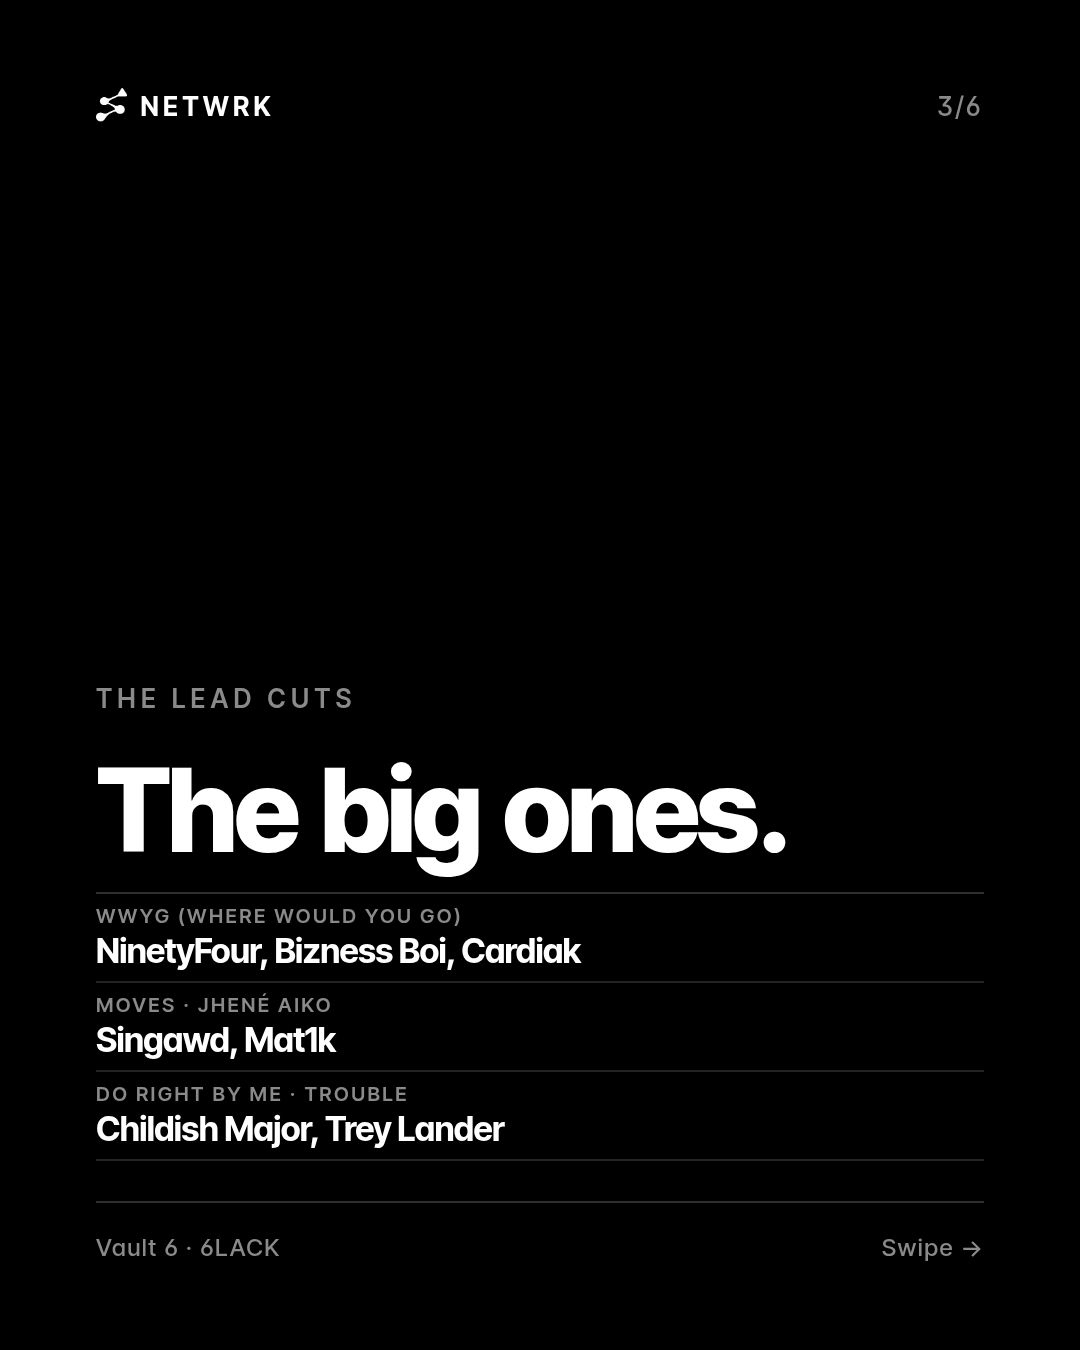 NETWRK
3/6
THE LEAD CUTS
The big ones.
WWYG (WHERE WOULD YOU GO)
NinetyFour, Bizness Boi, Cardiak
MOVES · JHENÉ AIKO
Singawd, Mat1k
DO RIGHT BY ME · TROUBLE
Childish Major, Trey Lander
Vault 6 · 6LACK
Swipe →